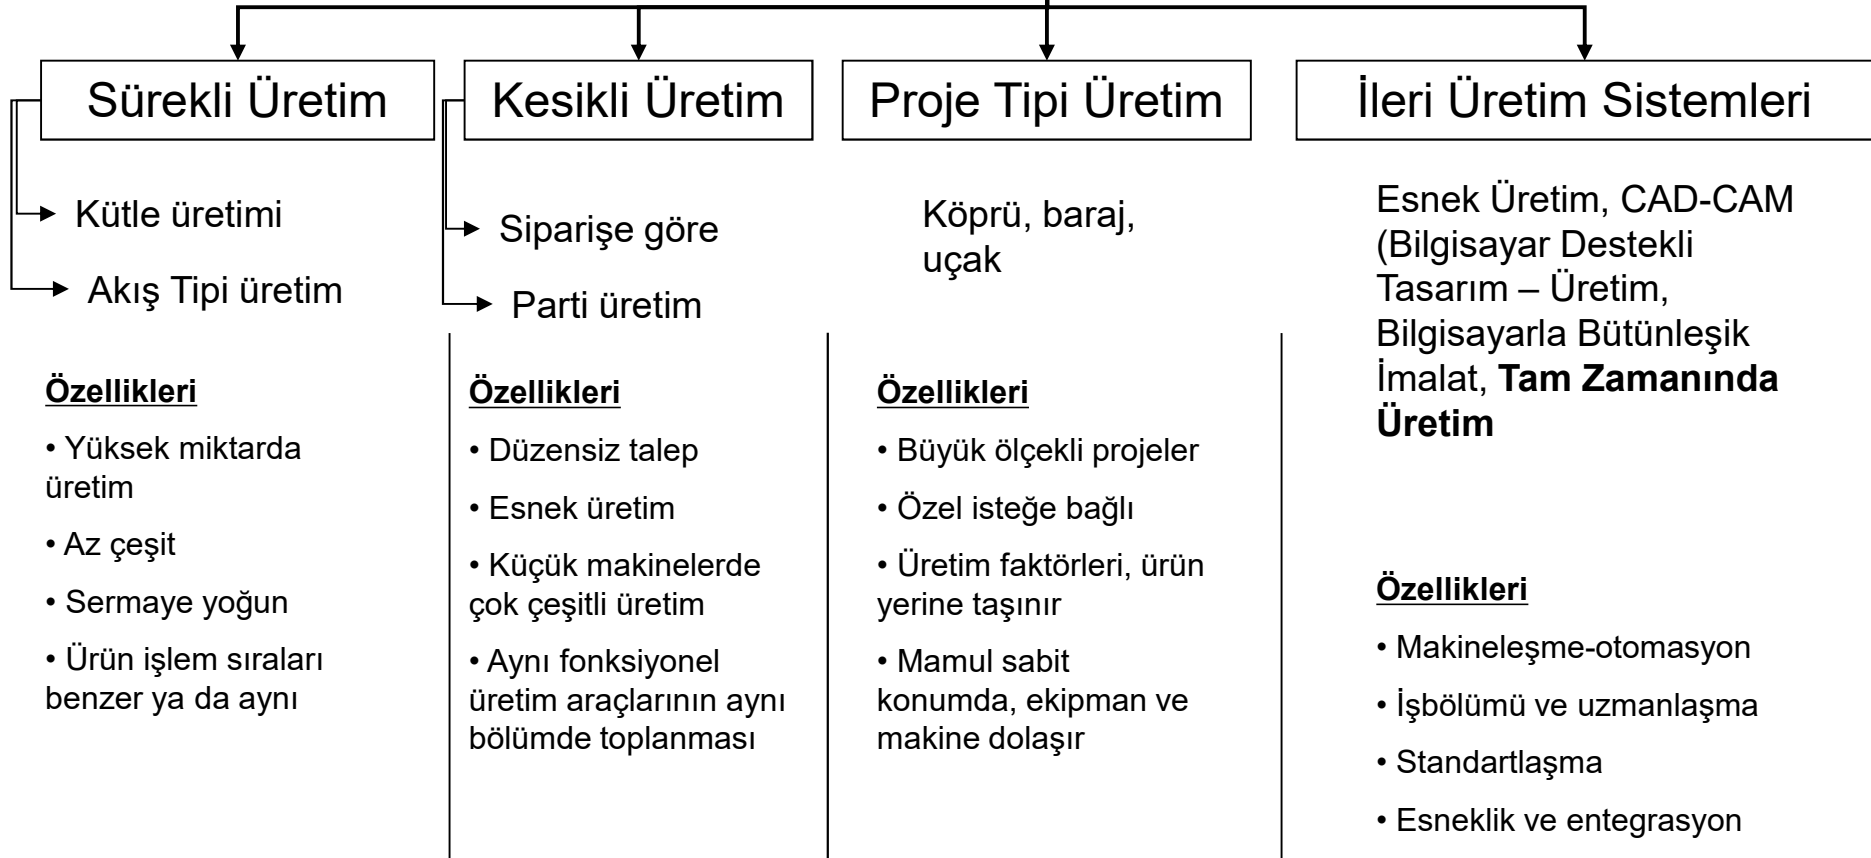 Sürekli Üretim
Kütle üretimi
Akış Tipi üretim
Özellikleri
• Yüksek miktarda
üretim
• Az çeşit
• Sermaye yoğun
• Ürün işlem sıraları
benzer ya da aynı
Kesikli Üretim
Siparişe göre
Parti üretim
Özellikleri
• Düzensiz talep
• Esnek üretim
• Küçük makinelerde
çok çeşitli üretim
• Aynı fonksiyonel
üretim araçlarının aynı
bölümde toplanması
Proje Tipi Üretim
Köprü, baraj,
uçak
Özellikleri
• Büyük ölçekli projeler
• Özel isteğe bağlı
• Üretim faktörleri, ürün
yerine taşınır
• Mamul sabit
konumda, ekipman ve
makine dolaşır
İleri Üretim Sistemleri
Esnek Üretim, CAD-CAM
(Bilgisayar Destekli
Tasarım – Üretim,
Bilgisayarla Bütünleşik
İmalat, Tam Zamanında
Üretim
Özellikleri
• Makineleşme-otomasyon
• İşbölümü ve uzmanlaşma
• Standartlaşma
• Esneklik ve entegrasyon